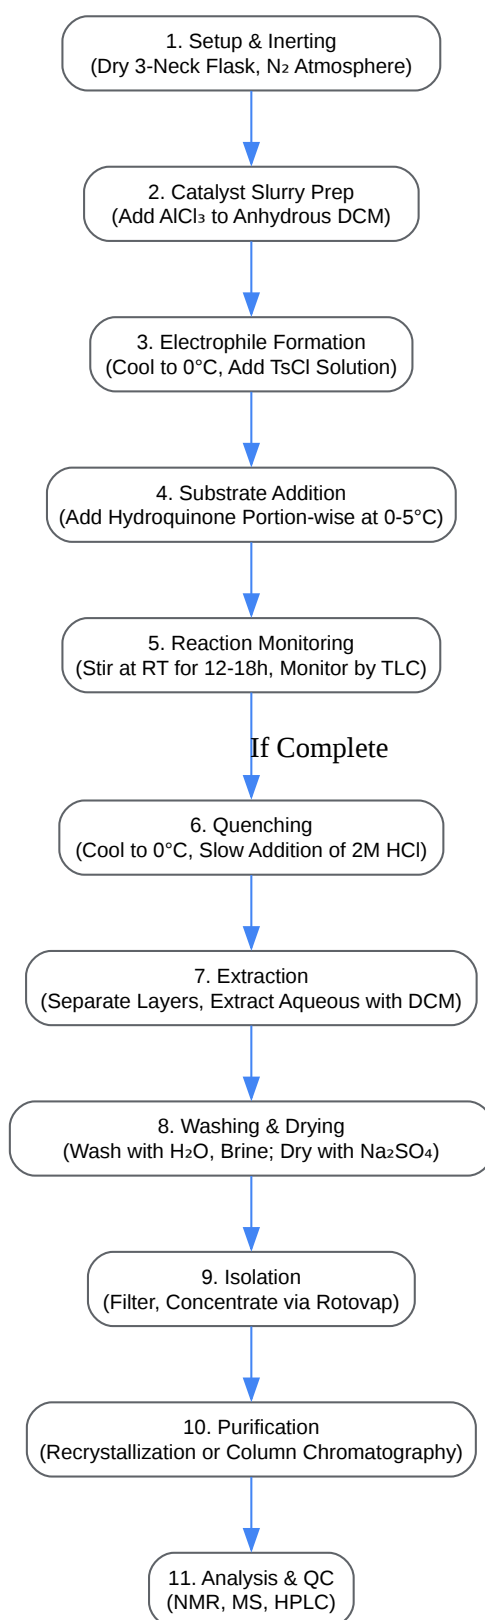 1. Setup & Inerting
(Dry 3-Neck Flask, N₂ Atmosphere)
2. Catalyst Slurry Prep
(Add AlCl₃ to Anhydrous DCM)
3. Electrophile Formation
(Cool to 0°C, Add TsCl Solution)
4. Substrate Addition
(Add Hydroquinone Portion-wise at 0-5°C)
5. Reaction Monitoring
(Stir at RT for 12-18h, Monitor by TLC)
If Complete
6. Quenching
(Cool to 0°C, Slow Addition of 2M HCl)
7. Extraction
(Separate Layers, Extract Aqueous with DCM)
8. Washing & Drying
(Wash with H₂O, Brine; Dry with Na₂SO₄)
9. Isolation
(Filter, Concentrate via Rotovap)
10. Purification
(Recrystallization or Column Chromatography)
11. Analysis & QC
(NMR, MS, HPLC)